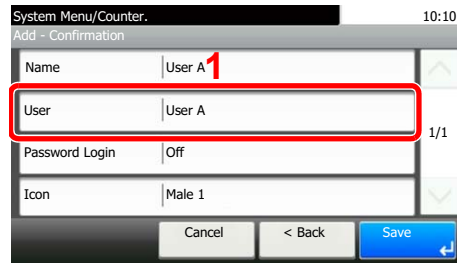 System Menu/Counter. 10:10
Add - Confirmation
Name User A 1
User User A
1/1
Password Login Off
Icon Male 1
Cancel < Back Save